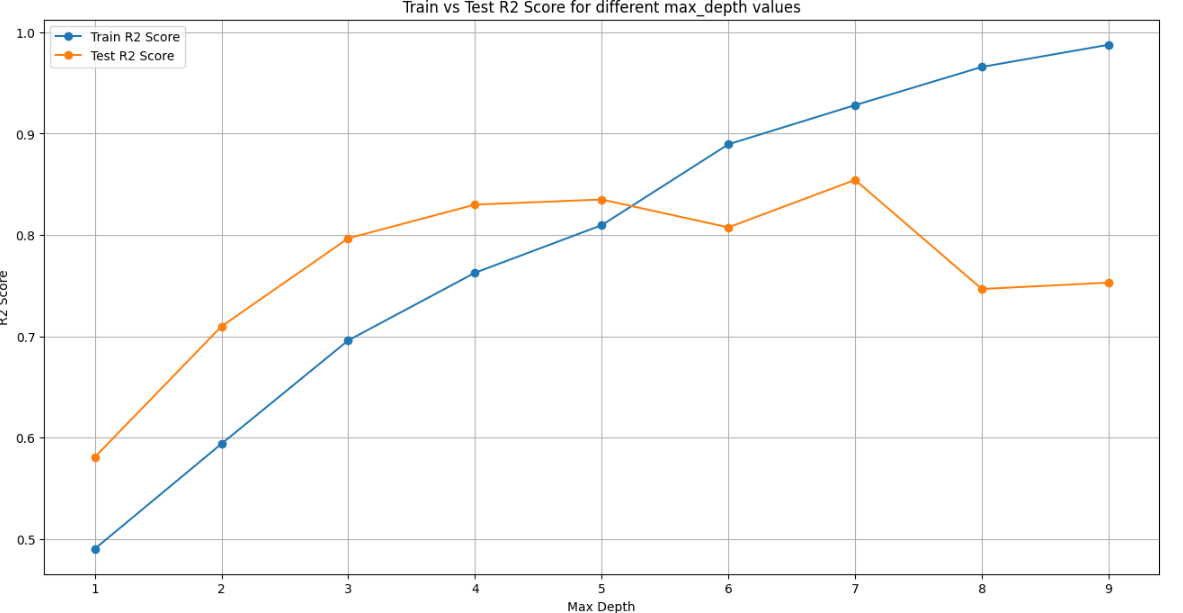 Train vs Test R2 Score for different max_depth values
Train R2 Score
Test R2 Score
1.0
0.9
0.8
0.7
0.6
0.5
R2 Score
1 2 3 4 5 6 7 8 9
Max Depth